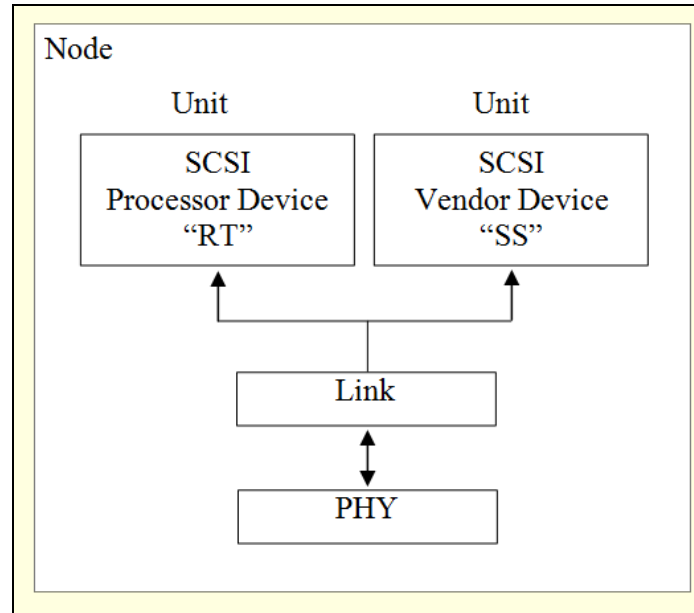 Node
Unit
Unit
SCSI
Processor Device
“RT”
SCSI
Vendor Device
“SS”
Link
PHY